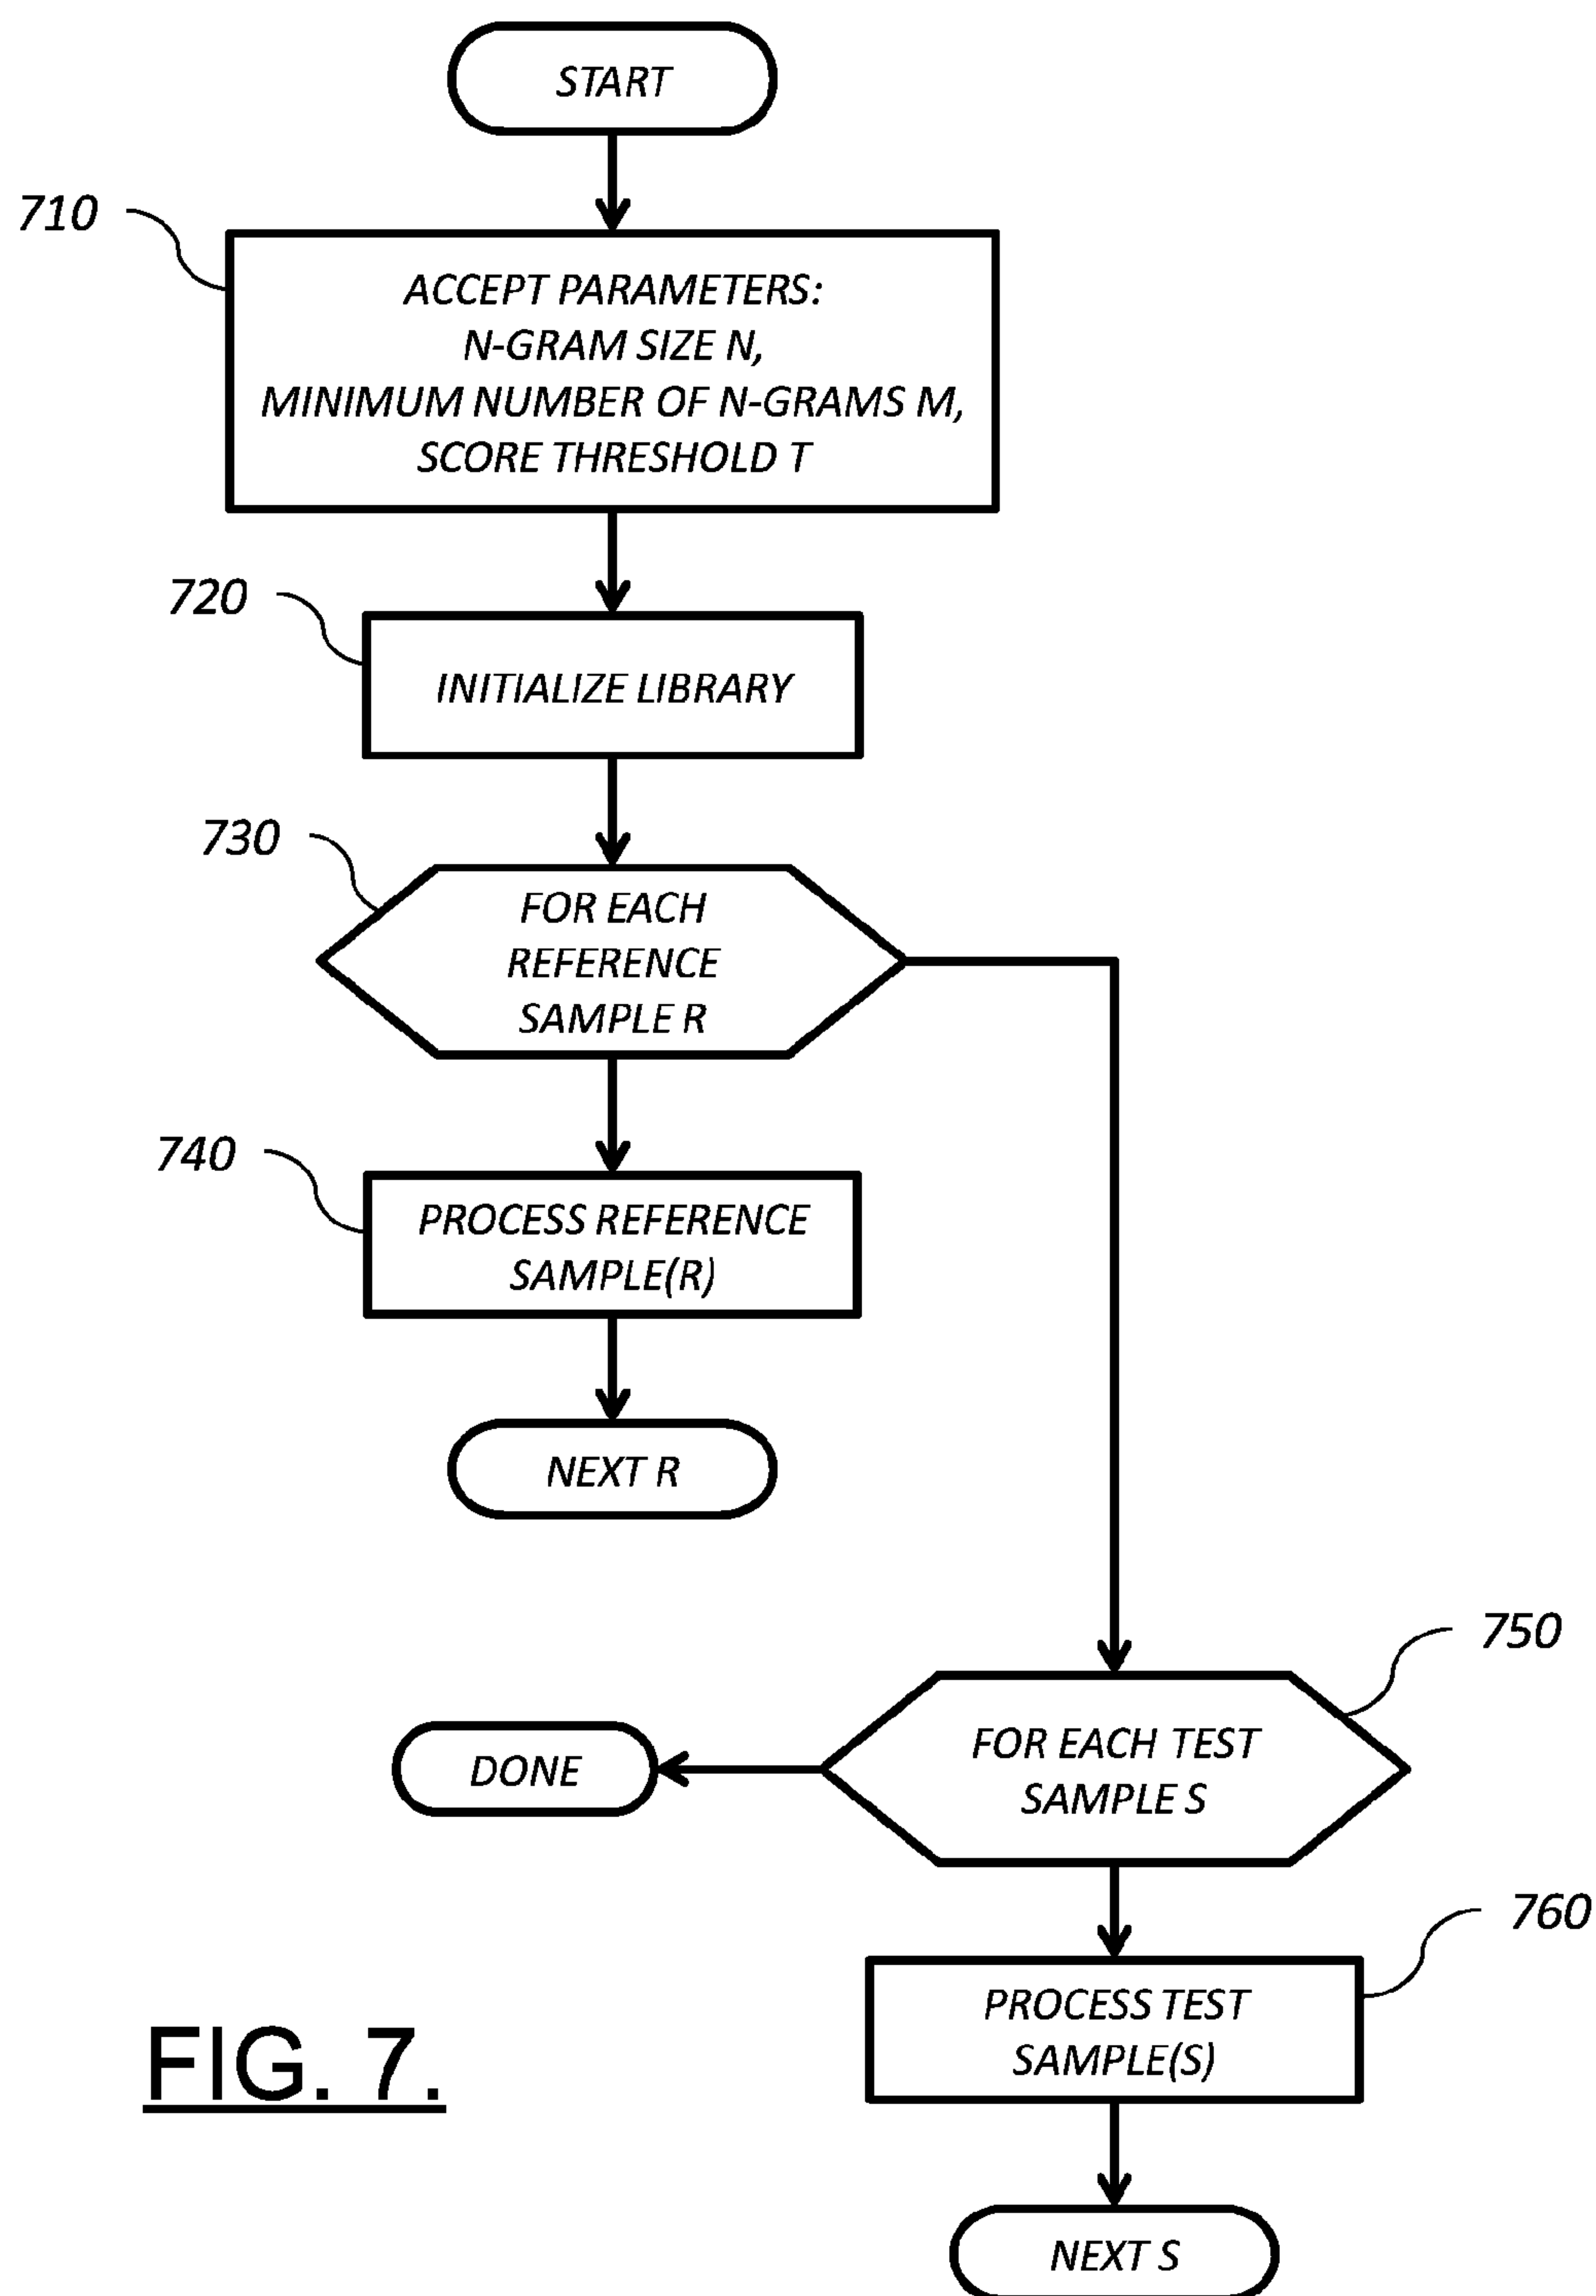 START
710
ACCEPT PARAMETERS:
N-GRAM SIZE N,
MINIMUM NUMBER OF N-GRAMS M,
SCORE THRESHOLD T
720
INITIALIZE LIBRARY
730
FOR EACH
REFERENCE
SAMPLE R
740
PROCESS REFERENCE
SAMPLE(R)
NEXT R
750
FOR EACH TEST
SAMPLE S
DONE
760
PROCESS TEST
SAMPLE(S)
NEXT S
FIG. 7.